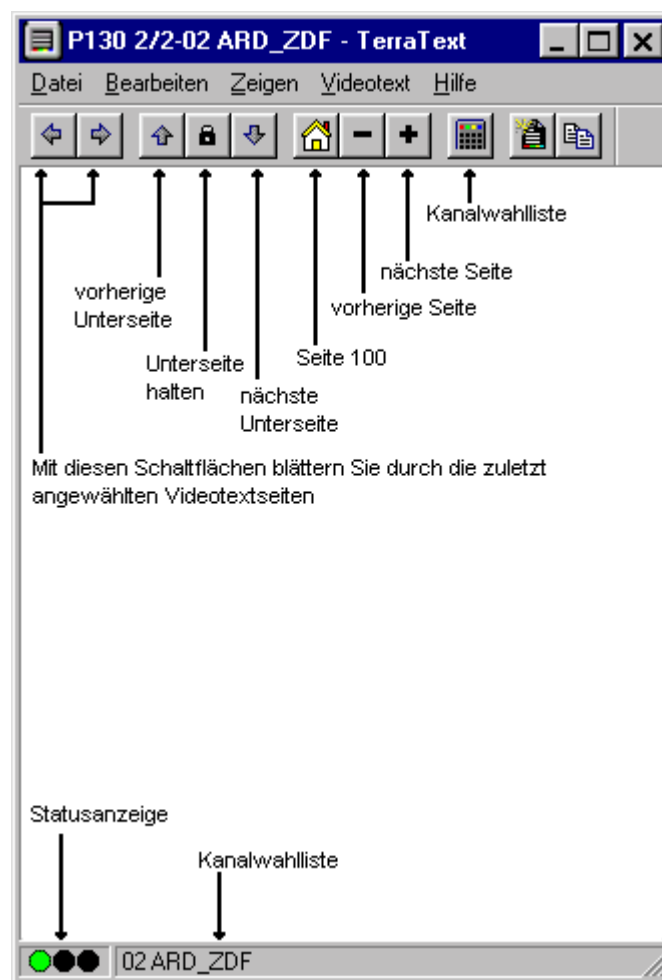 P130 2/2-02 ARD_ZDF - TerraText
Datei Bearbeiten Zeigen Videotext Hilfe
Kanalwahlliste
nächste Seite
vorherige
Unterseite
vorherige Seite
Unterseite
halten
Seite 100
nächste
Unterseite
Mit diesen Schaltflächen blättern Sie durch die zuletzt
angewählten Videotextseiten
Statusanzeige
Kanalwahlliste
02 ARD_ZDF